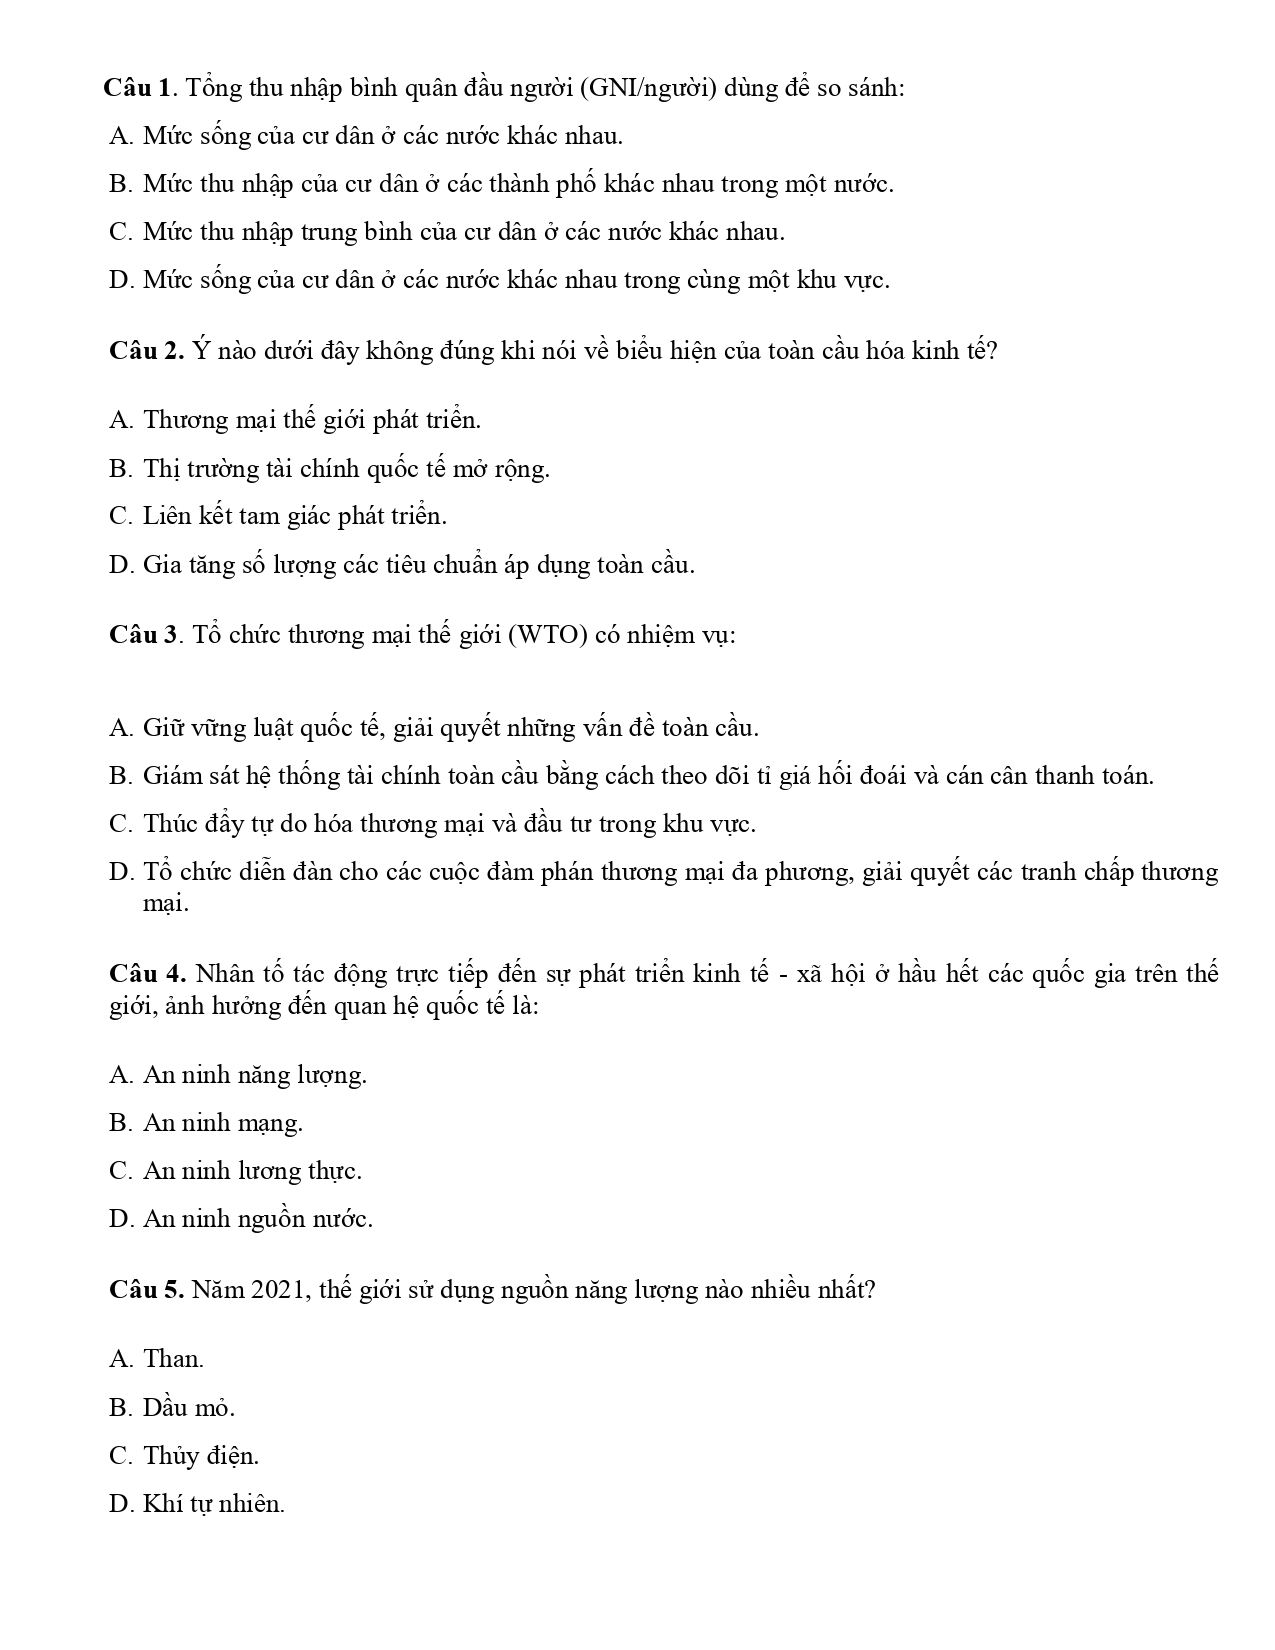 Câu 1. Tổng thu nhập bình quân đầu người (GNI/người) dùng để so sánh:
A. Mức sống của cư dân ở các nước khác nhau.
B. Mức thu nhập của cư dân ở các thành phố khác nhau trong một nước.
C. Mức thu nhập trung bình của cư dân ở các nước khác nhau.
D. Mức sống của cư dân ở các nước khác nhau trong cùng một khu vực.
Câu 2. Ý nào dưới đây không đúng khi nói về biểu hiện của toàn cầu hóa kinh tế?
A. Thương mại thế giới phát triển.
B. Thị trường tài chính quốc tế mở rộng.
C. Liên kết tam giác phát triển.
D. Gia tăng số lượng các tiêu chuẩn áp dụng toàn cầu.
Câu 3. Tổ chức thương mại thế giới (WTO) có nhiệm vụ:
A. Giữ vững luật quốc tế, giải quyết những vấn đề toàn cầu.
B. Giám sát hệ thống tài chính toàn cầu bằng cách theo dõi tỉ giá hối đoái và cán cân thanh toán.
C. Thúc đẩy tự do hóa thương mại và đầu tư trong khu vực.
D. Tổ chức diễn đàn cho các cuộc đàm phán thương mại đa phương, giải quyết các tranh chấp thương
mại.
Câu 4. Nhân tố tác động trực tiếp đến sự phát triển kinh tế - xã hội ở hầu hết các quốc gia trên thế
giới, ảnh hưởng đến quan hệ quốc tế là:
A. An ninh năng lượng.
B. An ninh mạng.
C. An ninh lương thực.
D. An ninh nguồn nước.
Câu 5. Năm 2021, thế giới sử dụng nguồn năng lượng nào nhiều nhất?
A. Than.
B. Dầu mỏ.
C. Thủy điện.
D. Khí tự nhiên.